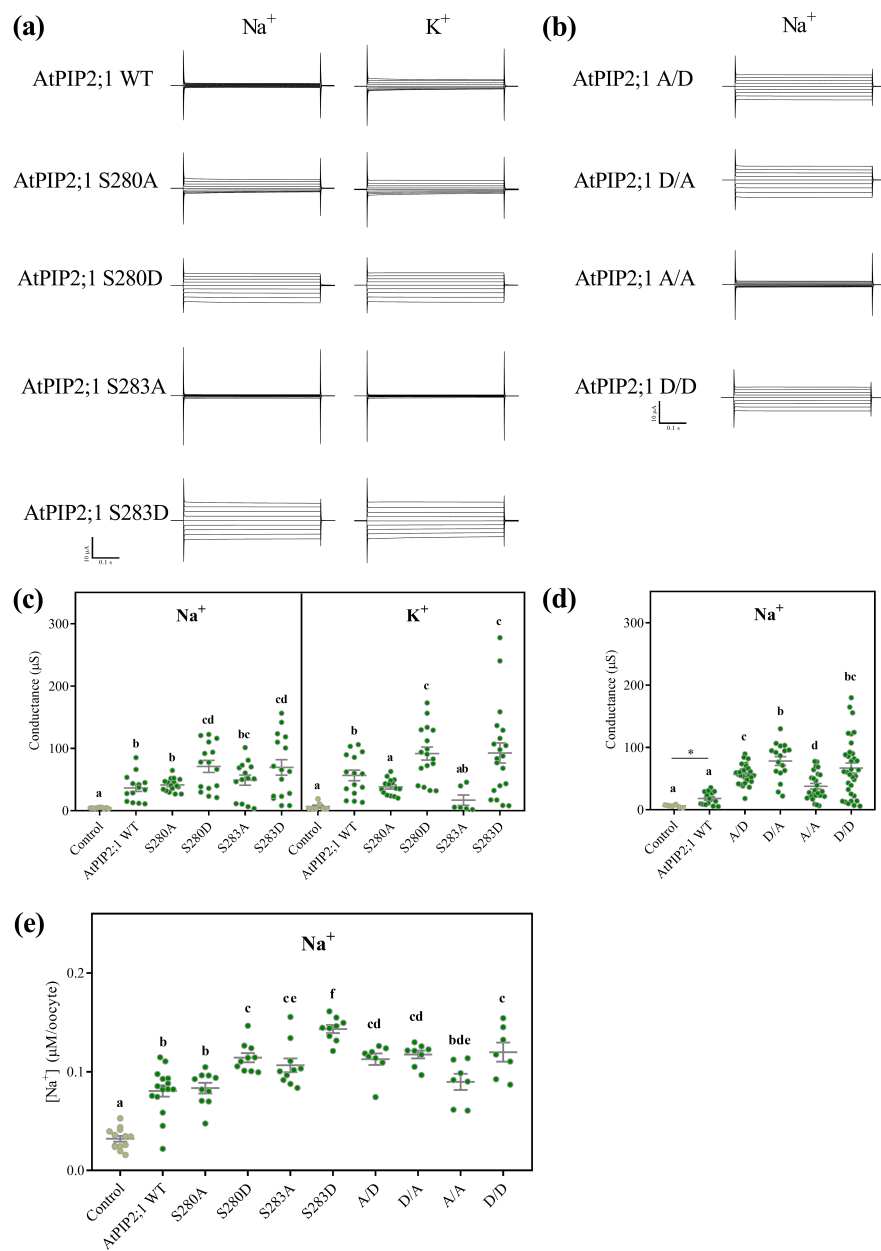 (a)
Na⁺ K⁺
AtPIP2;1 WT
AtPIP2;1 S280A
AtPIP2;1 S280D
AtPIP2;1 S283A
AtPIP2;1 S283D
10 μA
0.1 s
(b)
Na⁺
AtPIP2;1 A/D
AtPIP2;1 D/A
AtPIP2;1 A/A
AtPIP2;1 D/D
10 μA
0.1 s
(c)
Na⁺ K⁺
Conductance (μS)
300
200
100
0
a b b cd bc cd a b a c ab c
Control AtPIP2;1 WT S280A S280D S283A S283D Control AtPIP2;1 WT S280A S280D S283A S283D
(d)
Na⁺
Conductance (μS)
300
200
100
0
a * a c b d bc
Control AtPIP2;1 WT A/D D/A A/A D/D
(e)
Na⁺
[Na⁺] (μM/oocyte)
0.2
0.1
0.0
a b b c ce f cd cd bde c
Control AtPIP2;1 WT S280A S280D S283A S283D A/D D/A A/A D/D